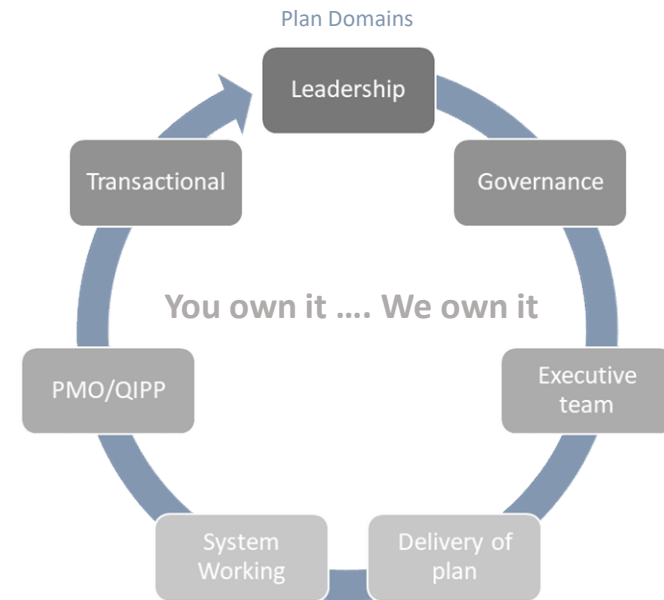 Plan Domains
Leadership
Governance
Executive
team
Delivery of
plan
System
Working
PMO/QIPP
Transactional
You own it .... We own it